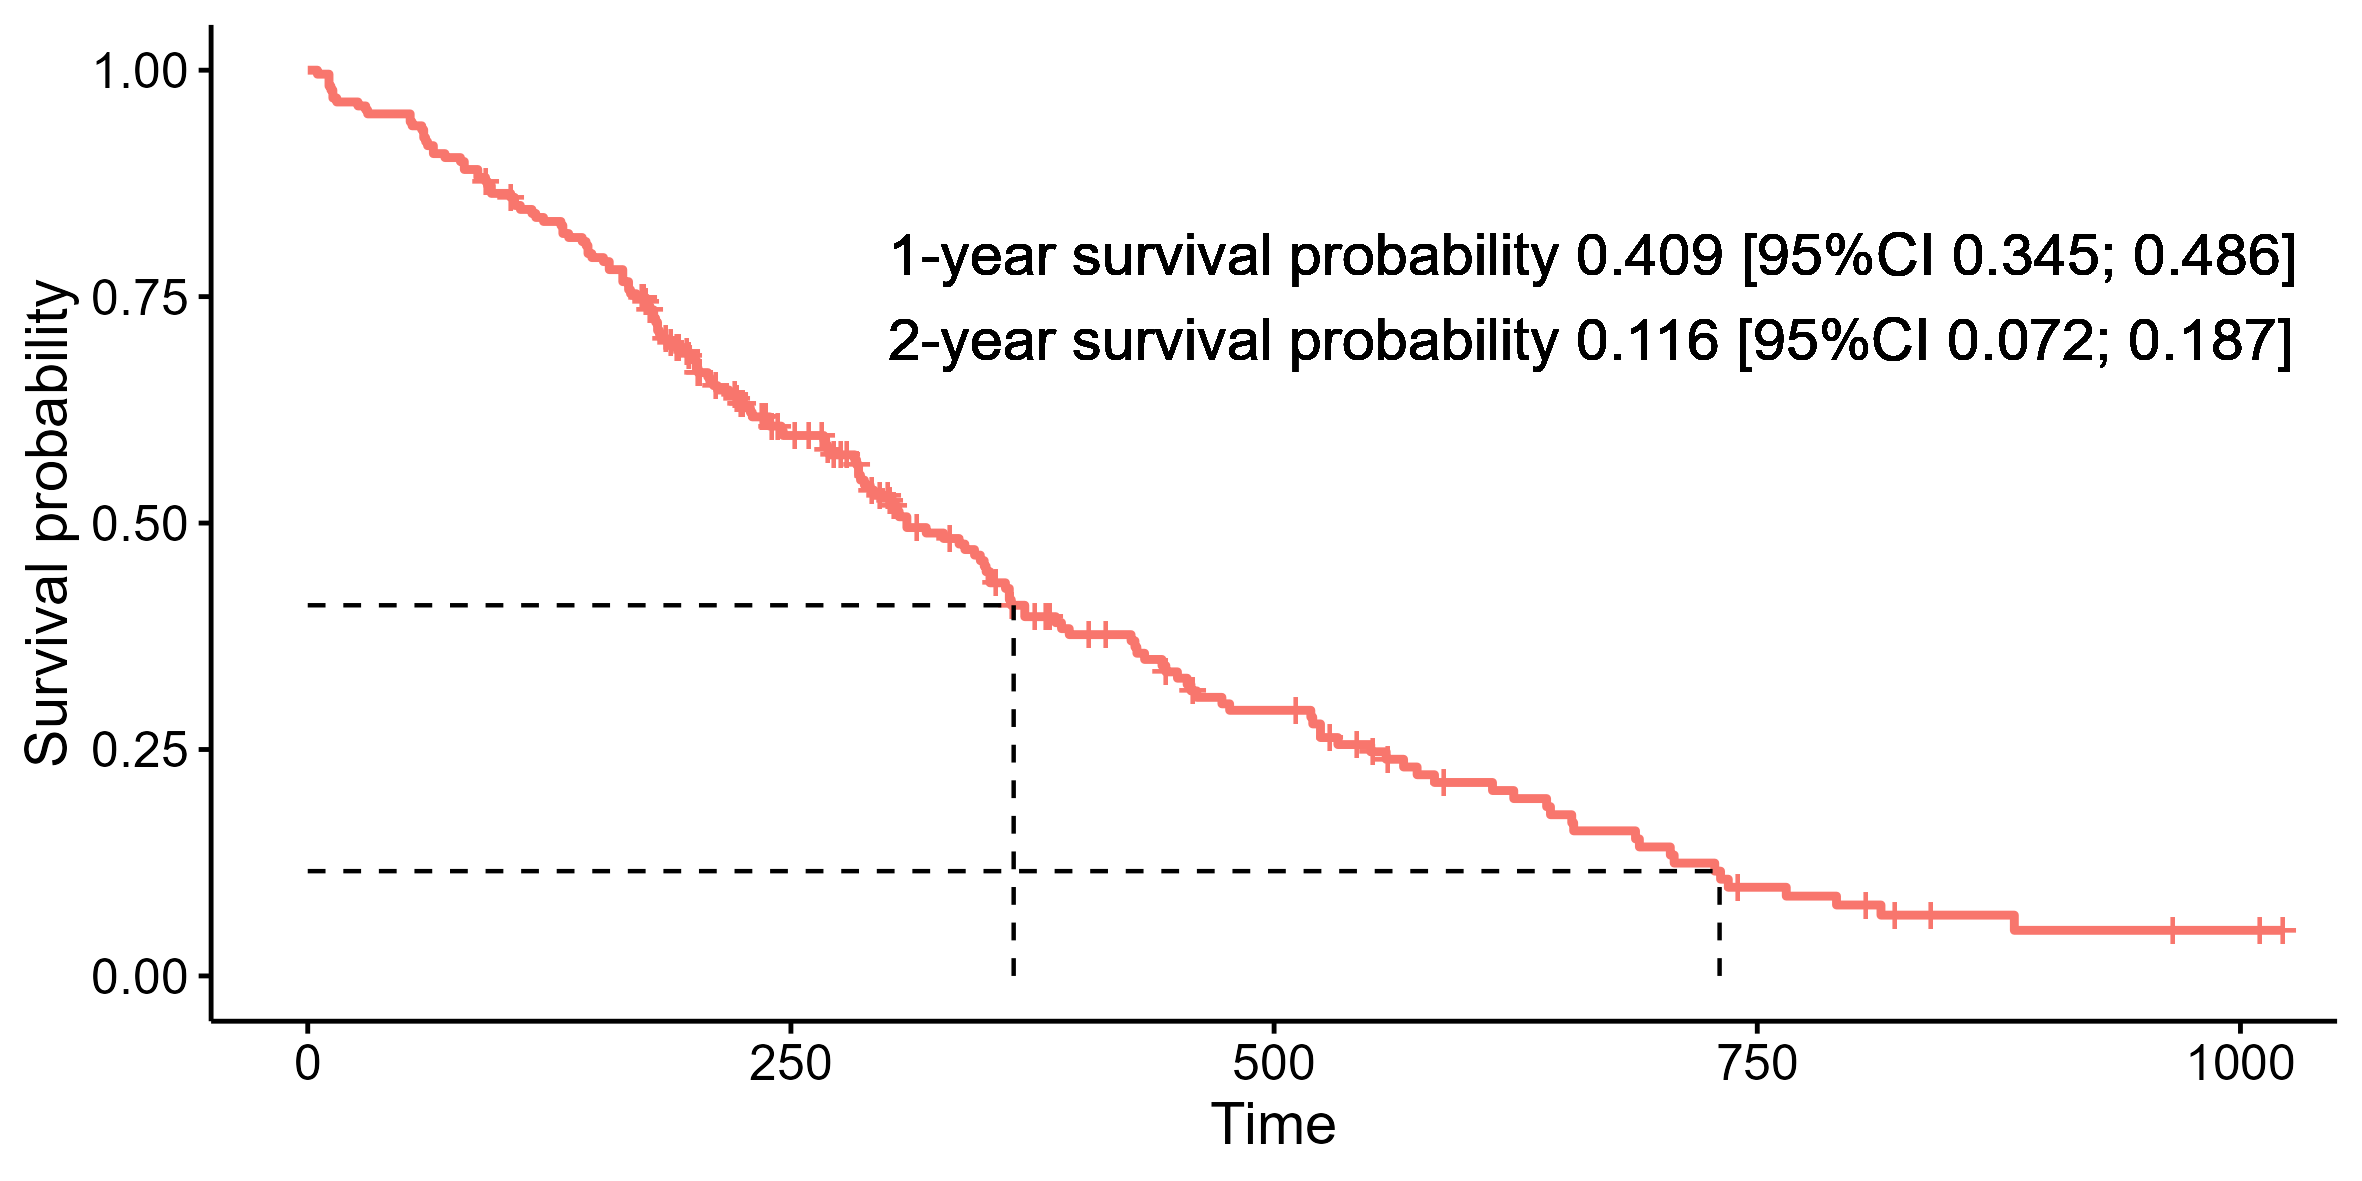 1.00
0.75
0.50
0.25
0.00
Survival probability
1-year survival probability 0.409 [95%CI 0.345; 0.486]
2-year survival probability 0.116 [95%CI 0.072; 0.187]
0 250 500 750 1000
Time